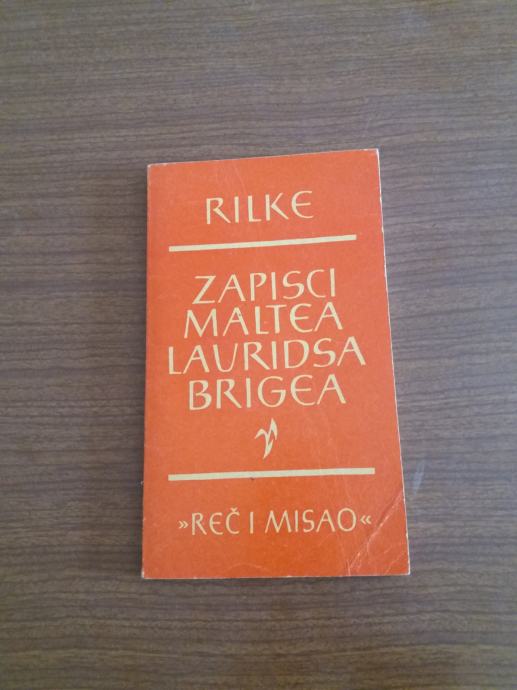 RILKE
ZAPISCI
MALTEA
LAURIDSA
BRIGEA
»REČ I MISAO«